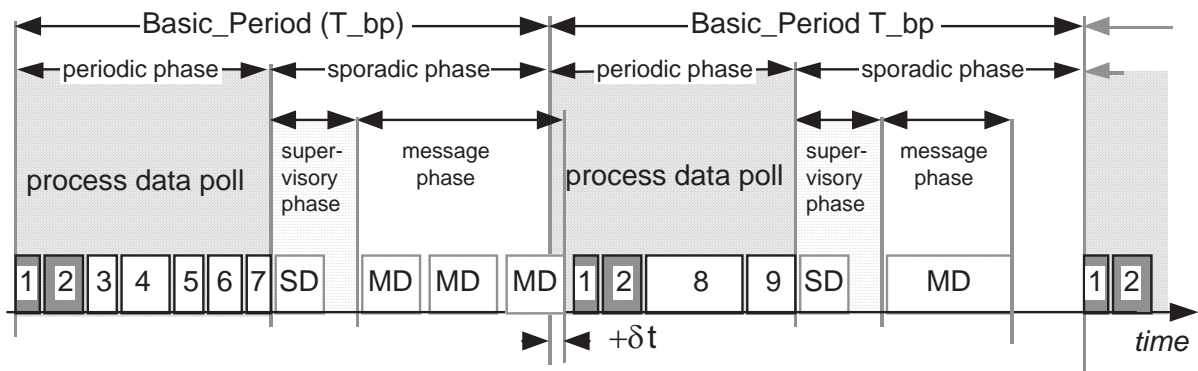 Basic_Period (T_bp) Basic_Period T_bp
periodic phase sporadic phase periodic phase sporadic phase
process data poll
super-
visory
phase
message
phase
process data poll
super-
visory
phase
message
phase
1 2 3 4 5 6 7 SD MD MD MD 1 2 8 9 SD MD 1 2
+δt
time